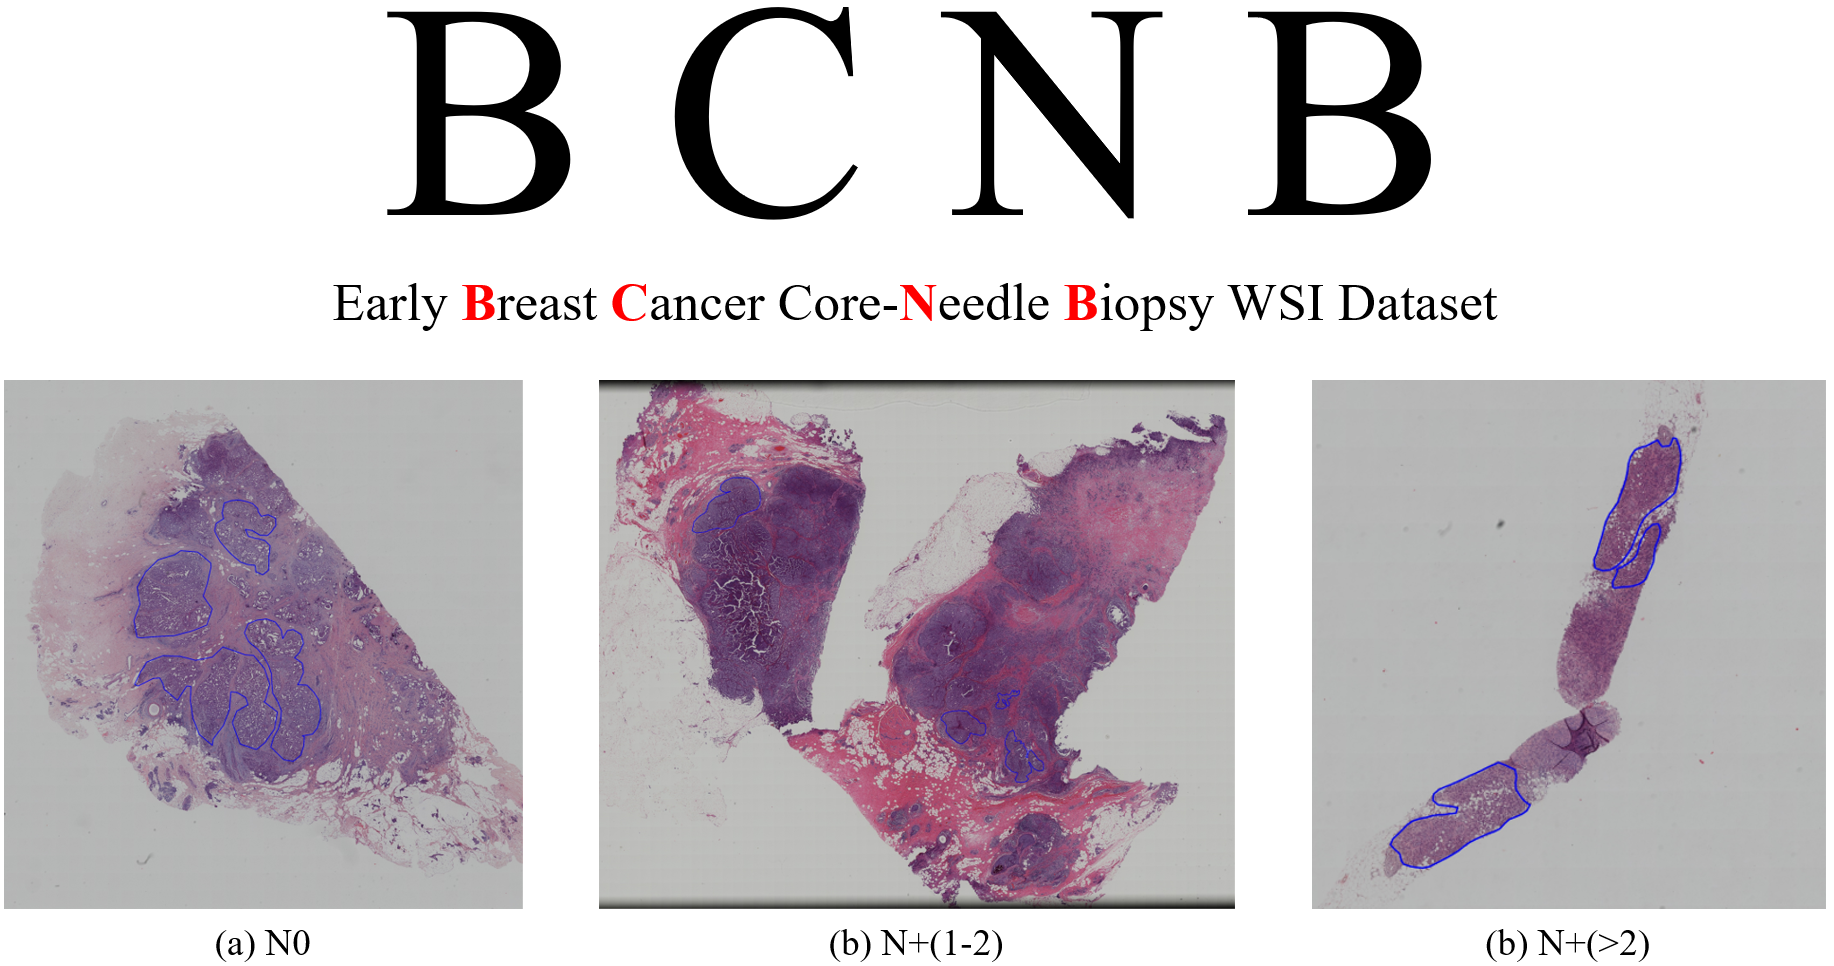 B C N B
Early Breast Cancer Core-Needle Biopsy WSI Dataset
(a) N0
(b) N+(1-2)
(b) N+(>2)